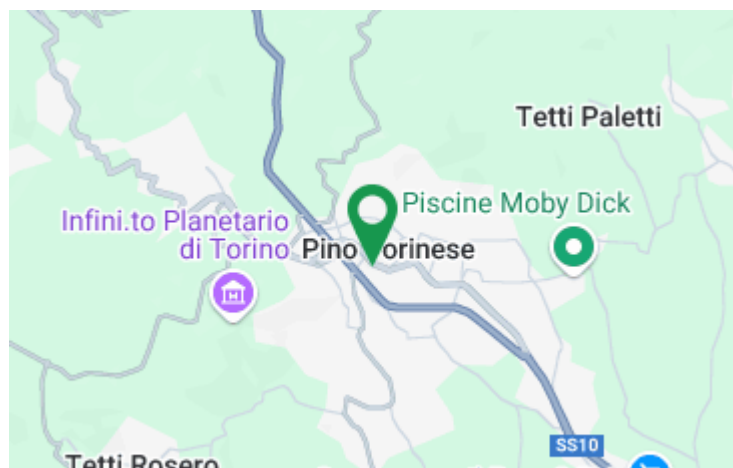 Tetti Paletti
Piscine Moby Dick
Infini.to Planetario
di Torino
Pino Torinese
SS10
Tetti Rosero